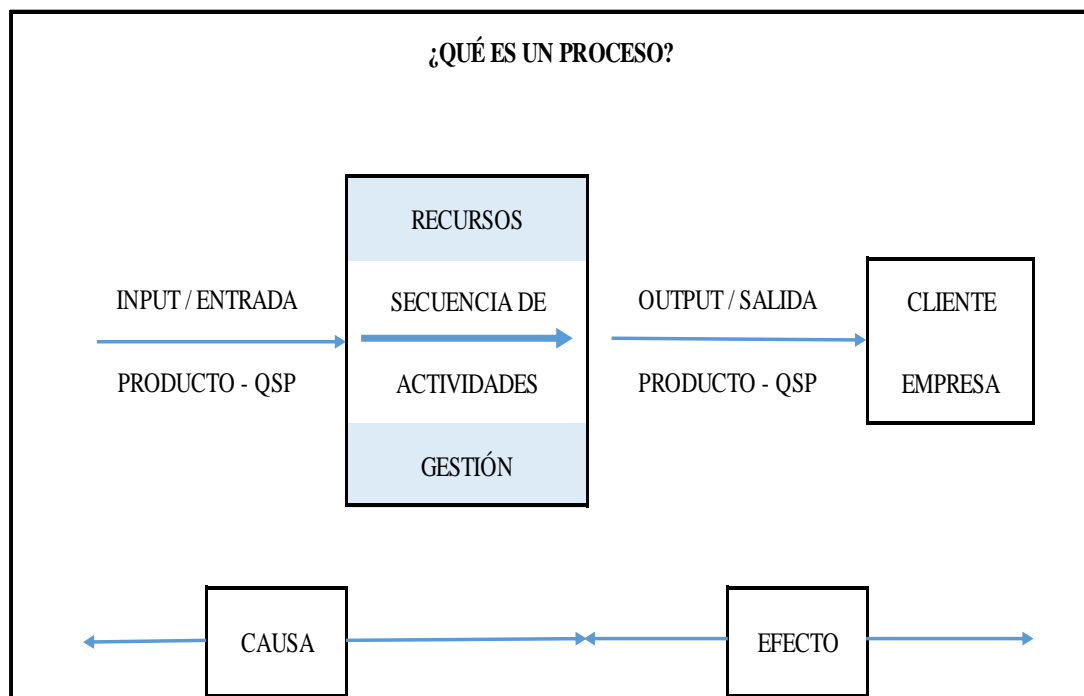 ¿QUÉ ES UN PROCESO?
RECURSOS
INPUT / ENTRADA
PRODUCTO - QSP
SECUENCIA DE
ACTIVIDADES
GESTIÓN
OUTPUT / SALIDA
PRODUCTO - QSP
CLIENTE
EMPRESA
CAUSA
EFECTO